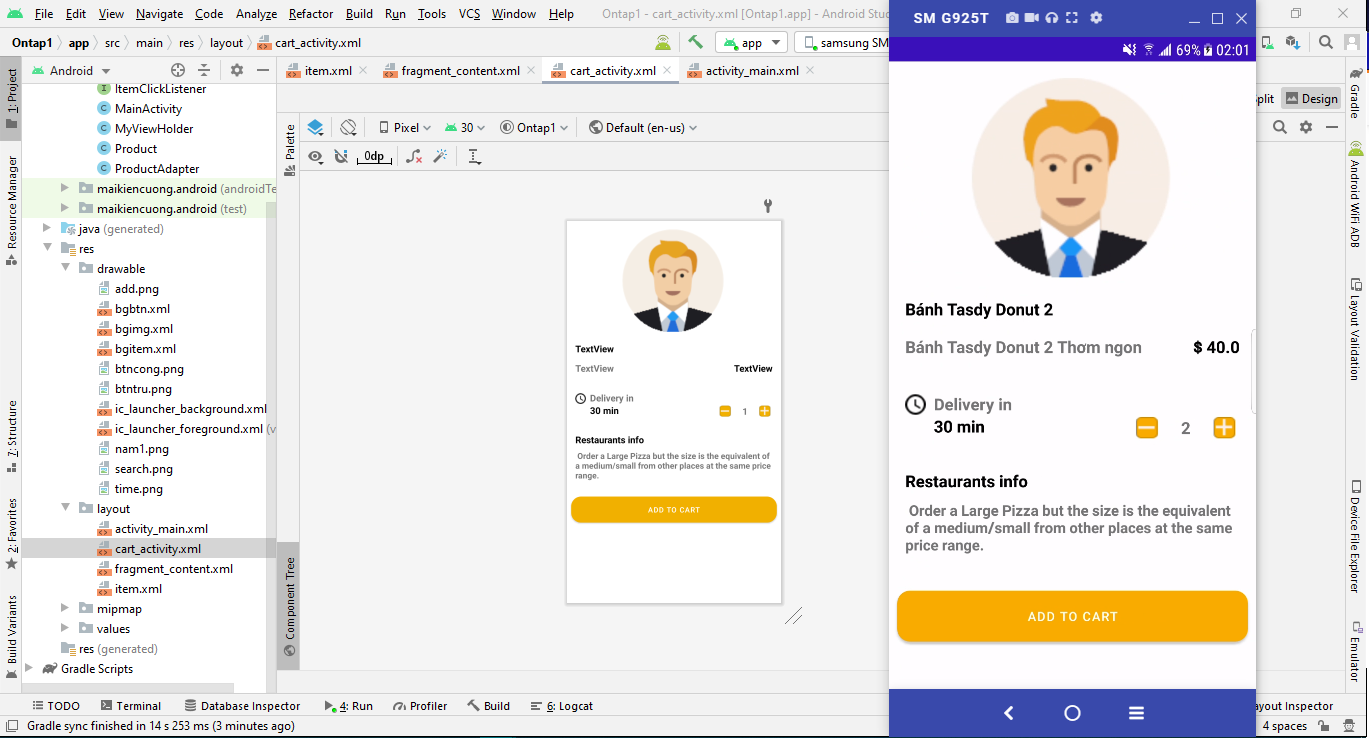 File Edit View Navigate Code Analyze Refactor Build Run Tools VCS Window Help Ontap1 - cart_activity.xml [Ontap1.app] - Android Stu
Ontap1 app src main res layout cart_activity.xml app samsung SM
Android
item.xml fragment_content.xml cart_activity.xml activity_main.xml
1: Project
Resource Manager
7: Structure
2: Favorites
Build Variants
ItemClickListener
MainActivity
MyViewHolder
Product
ProductAdapter
maikiencuong.android (androidTe
maikiencuong.android (test)
java (generated)
res
drawable
add.png
bgbtn.xml
bgimg.xml
bgitem.xml
btncong.png
btntru.png
ic_launcher_background.xml
ic_launcher_foreground.xml (v
nam1.png
search.png
time.png
layout
activity_main.xml
cart_activity.xml
fragment_content.xml
item.xml
mipmap
values
res (generated)
Gradle Scripts
Palette
Component Tree
Pixel 30 Ontap1 Default (en-us)
0dp
TextView
TextView TextView
Delivery in
30 min 1
Restaurants info
Order a Large Pizza but the size is the equivalent of
a medium/small from other places at the same price
range.
ADD TO CART
SM G925T
69% 02:01
Bánh Tasdy Donut 2
Bánh Tasdy Donut 2 Thơm ngon $ 40.0
Delivery in
30 min 2
Restaurants info
Order a Large Pizza but the size is the equivalent
of a medium/small from other places at the same
price range.
ADD TO CART
plit Design
Gradle
Android WiFi ADB
Layout Validation
Device File Explorer
Emulator
TODO Terminal Database Inspector 4: Run Profiler Build 6: Logcat ayout Inspector
Gradle sync finished in 14 s 253 ms (3 minutes ago) 4 spaces